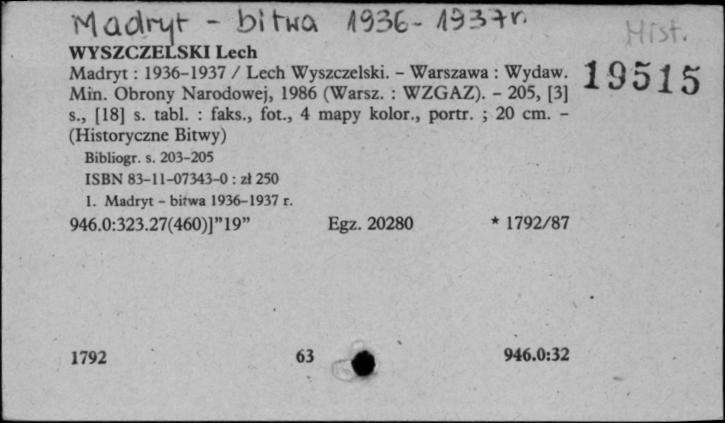 Madryt - bitwa 1936-1937r.
Hist.
WYSZCZELSKI Lech
19515
Madryt : 1936-1937 / Lech Wyszczelski. - Warszawa : Wydaw.
Min. Obrony Narodowej, 1986 (Warsz. : WZGAZ). - 205, [3]
s., [18] s. tabl. : faks., fot., 4 mapy kolor., portr. ; 20 cm. -
(Historyczne Bitwy)
Bibliogr. s. 203-205
ISBN 83-11-07343-0 : zł 250
1. Madryt - bitwa 1936-1937 r.
946.0:323.27(460)]”19” Egz. 20280 * 1792/87
1792 63 946.0:32